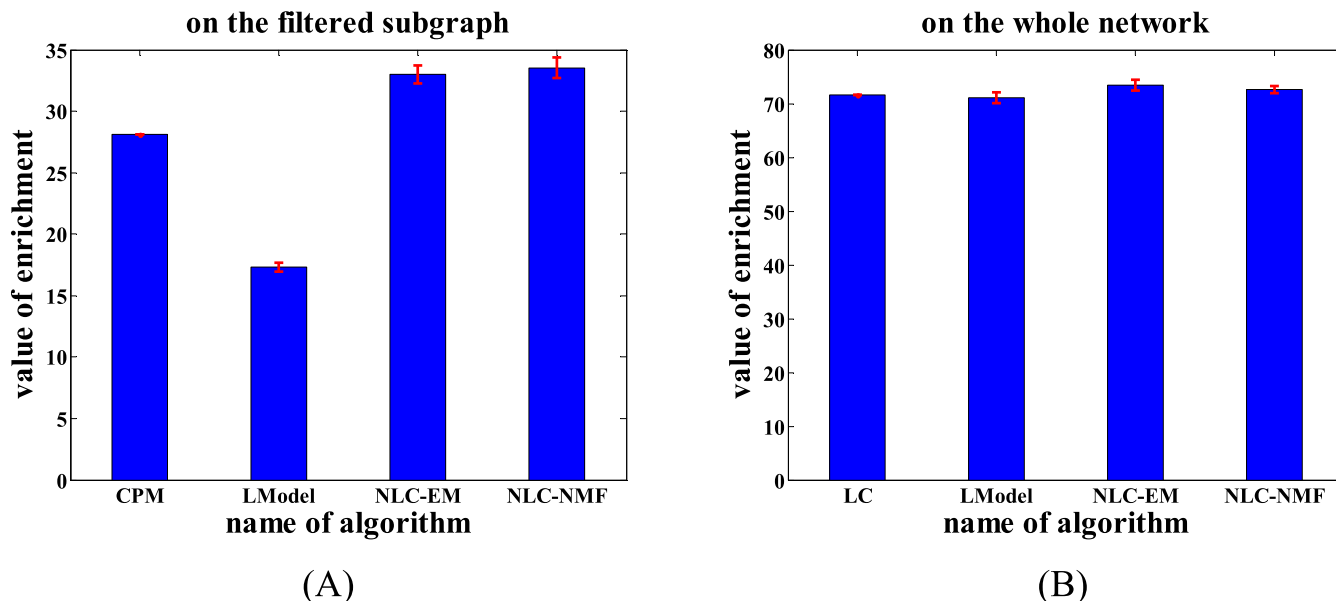 on the filtered subgraph
value of enrichment
35
30
25
20
15
10
5
0
CPM LModel NLC-EM NLC-NMF
name of algorithm
(A)
on the whole network
value of enrichment
80
70
60
50
40
30
20
10
0
LC LModel NLC-EM NLC-NMF
name of algorithm
(B)